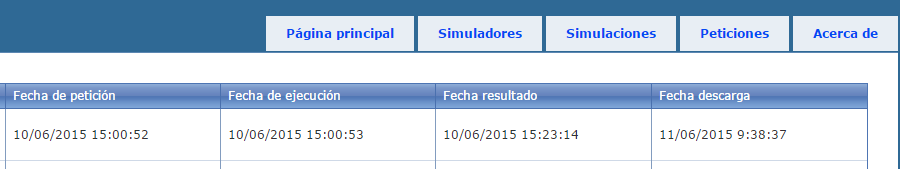 Página principal Simuladores Simulaciones Peticiones Acerca de
Fecha de petición Fecha de ejecución Fecha resultado Fecha descarga
10/06/2015 15:00:52 10/06/2015 15:00:53 10/06/2015 15:23:14 11/06/2015 9:38:37